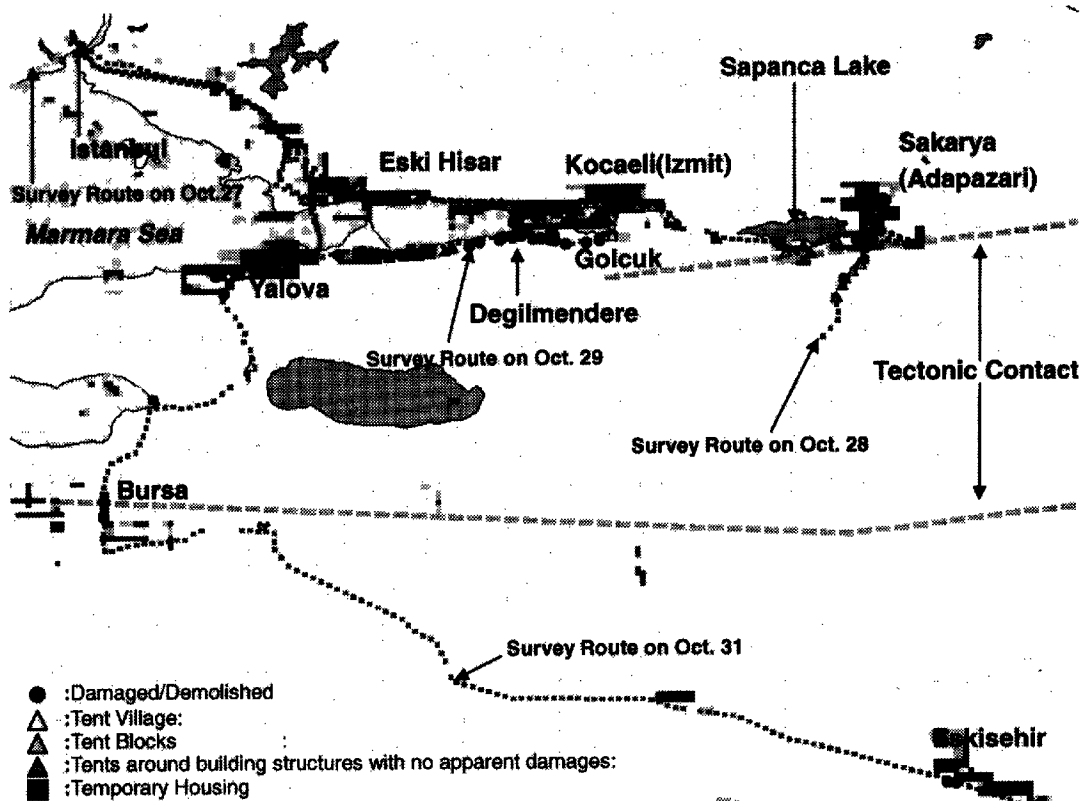 Sapanca Lake
Istanbul
Eski Hisar
Kocaeli(Izmit)
Sakarya
(Adapazari)
Survey Route on Oct.27
Marmara Sea
Yalova
Golcuk
Degilmendere
Survey Route on Oct. 29
Tectonic Contact
Survey Route on Oct. 28
Bursa
Survey Route on Oct. 31
:Damaged/Demolished
:Tent Village:
:Tent Blocks :
:Tents around building structures with no apparent damages:
:Temporary Housing
Eskisehir